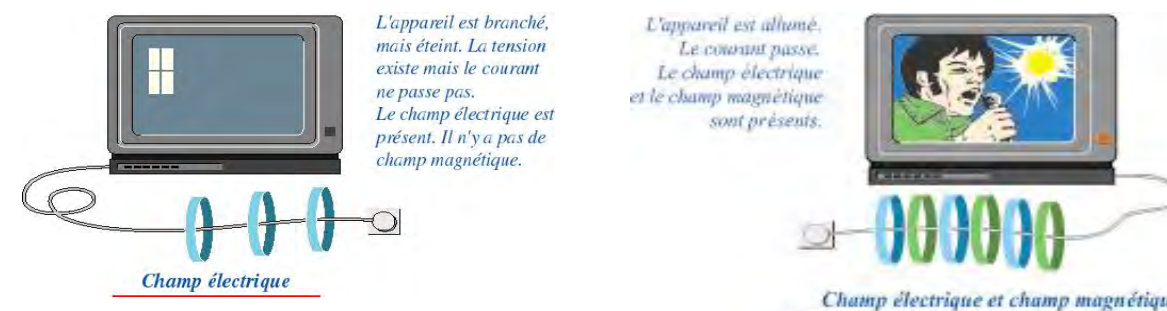 L'appareil est branché,
mais éteint. La tension
existe mais le courant
ne passe pas.
Le champ électrique est
présent. Il n'y a pas de
champ magnétique.
Champ électrique
L'appareil est allumé.
Le courant passe.
Le champ électrique
et le champ magnétique
sont présents.
Champ électrique et champ magnétiqu